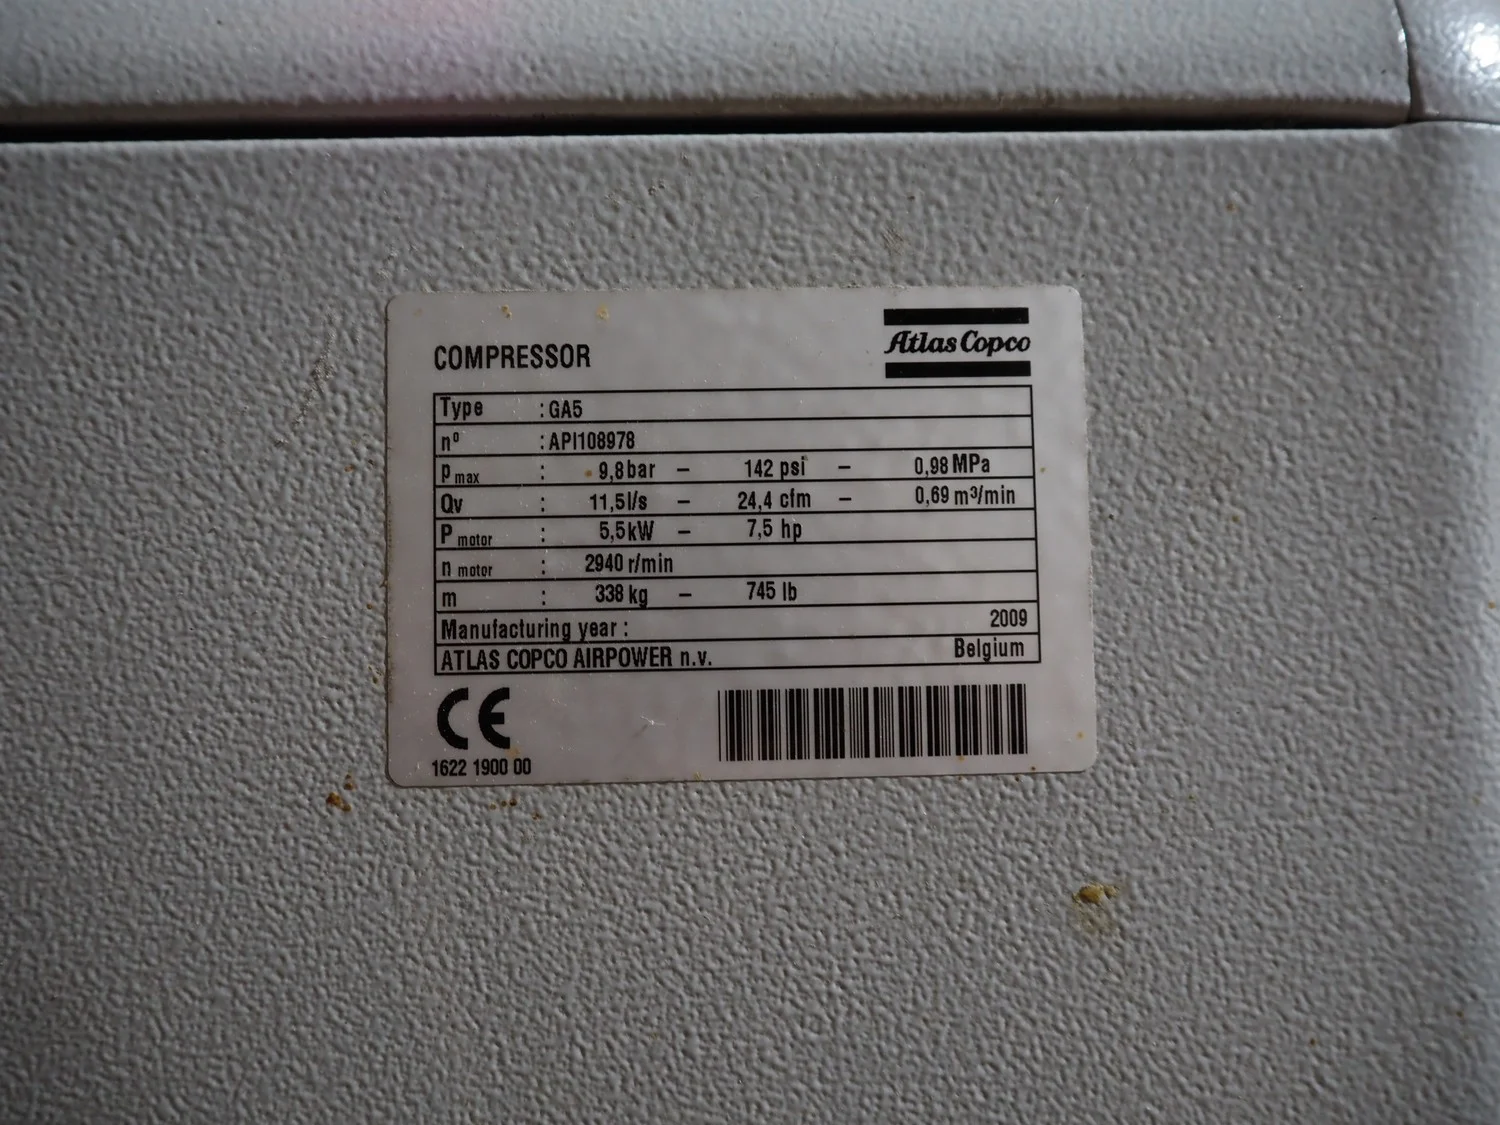 COMPRESSOR
Atlas Copco
Type : GA5
nº : API108978
p max : 9,8 bar – 142 psi – 0,98 MPa
Qv : 11,5 l/s – 24,4 cfm – 0,69 m³/min
P motor : 5,5 kW – 7,5 hp
n motor : 2940 r/min
m : 338 kg – 745 lb
Manufacturing year : 2009
ATLAS COPCO AIRPOWER n.v. Belgium
CE
1622 1900 00